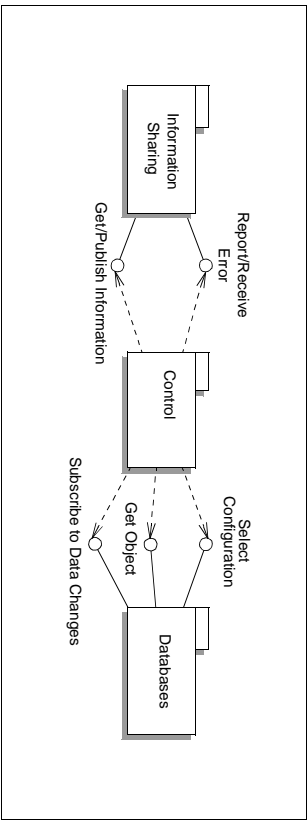 Information
Sharing
Report/Receive
Error
Get/Publish Information
Control
Select
Configuration
Get Object
Subscribe to Data Changes
Databases